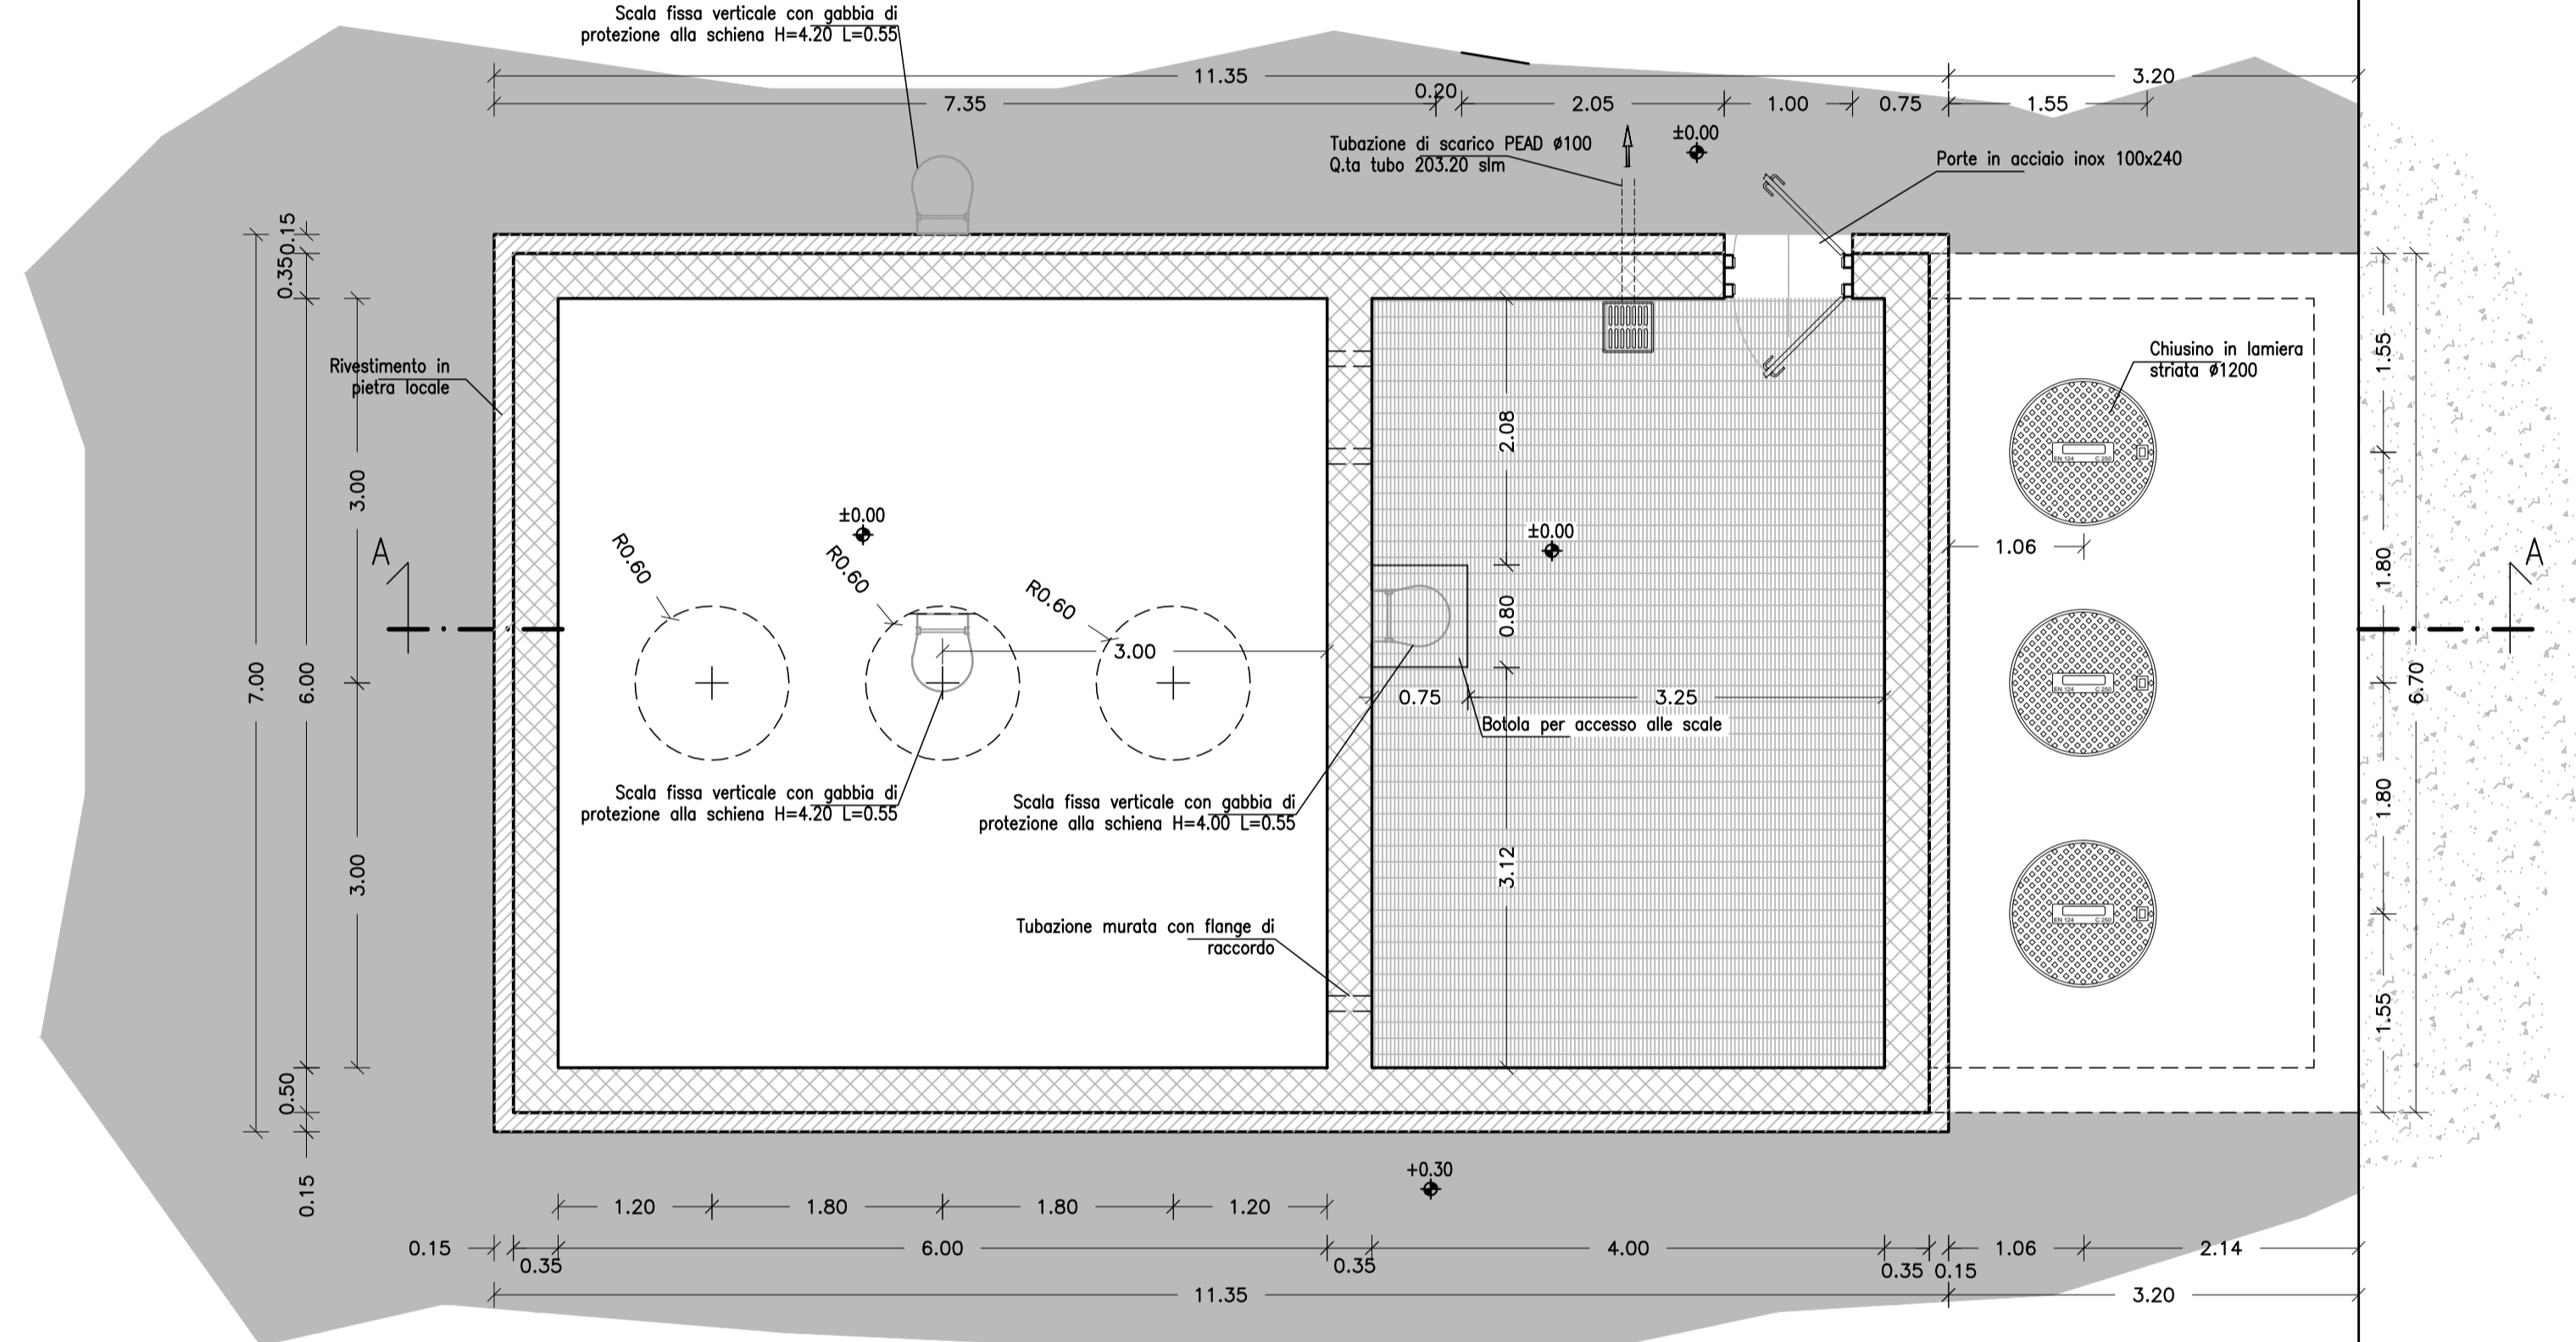 Scala fissa verticale con gabbia di
protezione alla schiena H=4.20 L=0.55
11.35
3.20
7.35
0.20
2.05
1.00
0.75
1.55
Tubazione di scarico PEAD ø100
Q.ta tubo 203.20 slm
±0.00
Porte in acciaio inox 100x240
0.15
0.35
Rivestimento in
pietra locale
Chiusino in lamiera
striata Ø1200
1.55
2.08
3.00
EN 124 C 250
±0.00
±0.00
A
A
R0.60
R0.60
R0.60
1.06
1.80
0.80
3.00
7.00
6.00
6.70
EN 124 C 250
0.75
3.25
Botola per accesso alle scale
Scala fissa verticale con gabbia di
protezione alla schiena H=4.20 L=0.55
Scala fissa verticale con gabbia di
protezione alla schiena H=4.00 L=0.55
1.80
3.00
3.12
Tubazione murata con flange di
raccordo
EN 124 C 250
1.55
0.50
0.15
+0.30
1.20
1.80
1.80
1.20
0.15
0.35
6.00
0.35
4.00
0.35
0.15
1.06
2.14
11.35
3.20